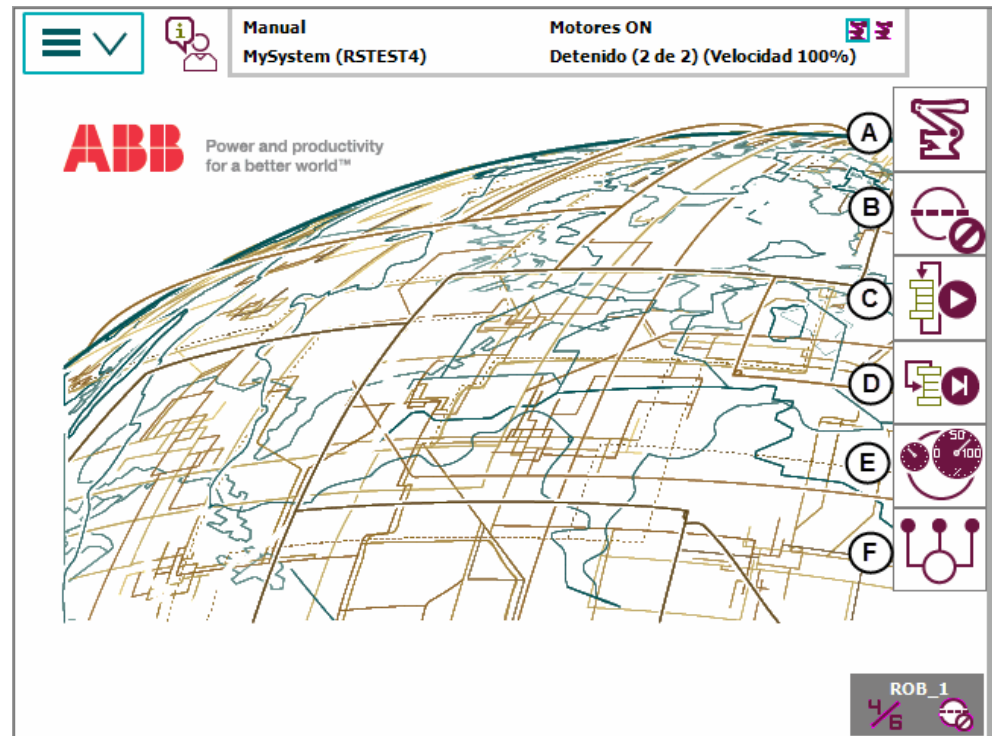 Manual
MySystem (RSTEST4)
Motores ON
Detenido (2 de 2) (Velocidad 100%)
ABB
Power and productivity
for a better world™
A
B
C
D
E
F
50
0
100
%
ROB_1
4/6